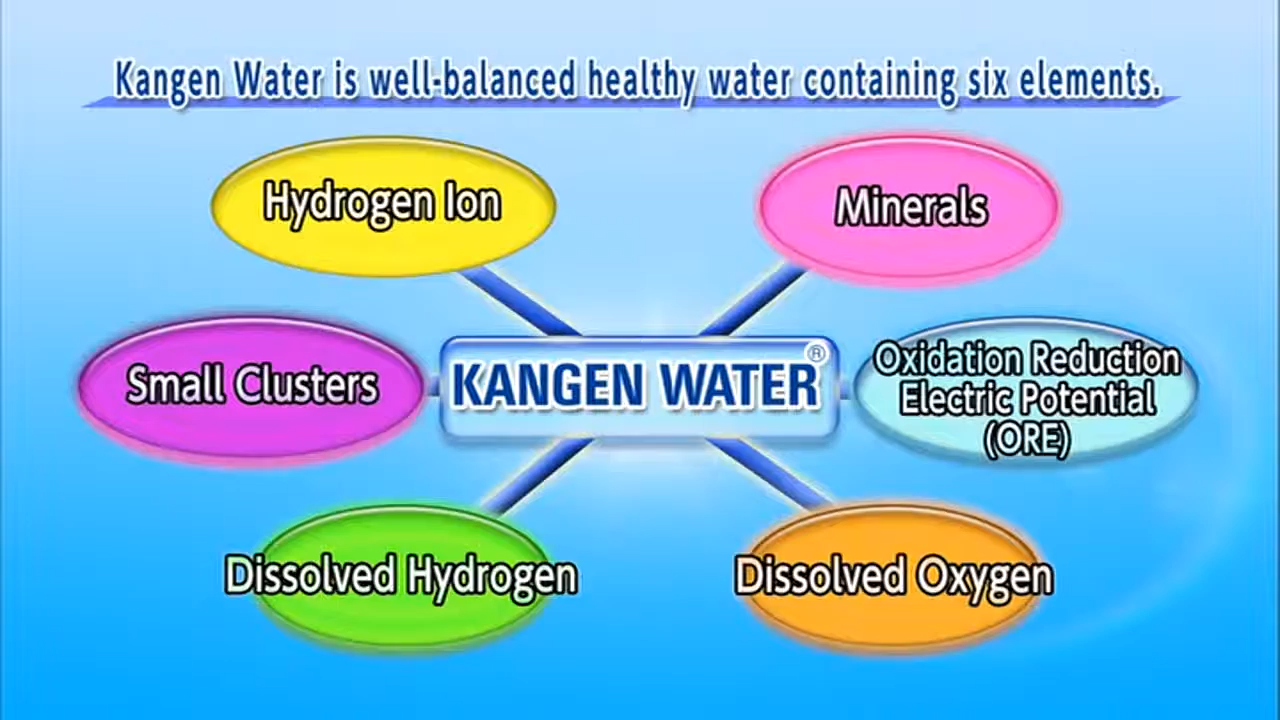 Kangen Water is well-balanced healthy water containing six elements.
Hydrogen Ion
Minerals
Small Clusters
KANGEN WATER®
Oxidation Reduction
Electric Potential
(ORE)
Dissolved Hydrogen
Dissolved Oxygen